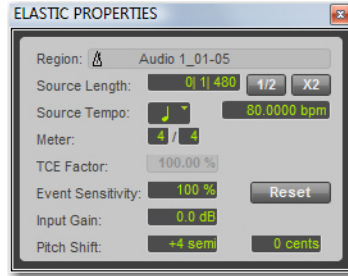 ELASTIC PROPERTIES
Region: Audio 1_01-05
Source Length: 0| 1| 480 1/2 X2
Source Tempo: 80.0000 bpm
Meter: 4 / 4
TCE Factor: 100.00 %
Event Sensitivity: 100 % Reset
Input Gain: 0.0 dB
Pitch Shift: +4 semi 0 cents